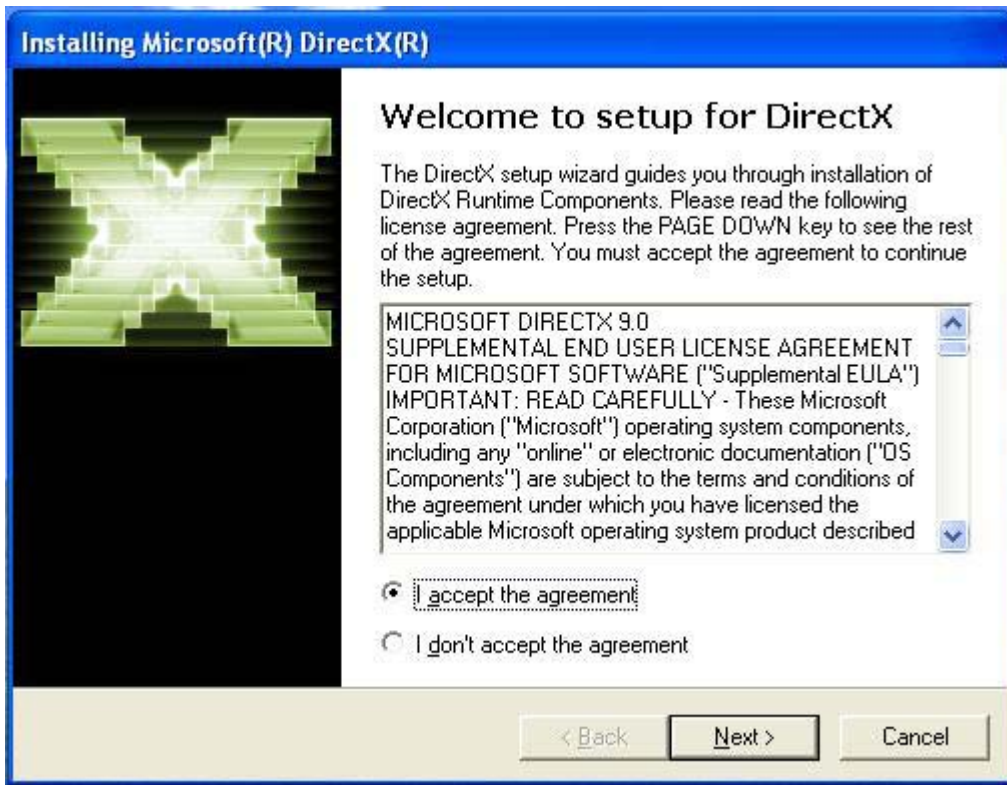 Installing Microsoft(R) DirectX(R)
Welcome to setup for DirectX
The DirectX setup wizard guides you through installation of
DirectX Runtime Components. Please read the following
license agreement. Press the PAGE DOWN key to see the rest
of the agreement. You must accept the agreement to continue
the setup.
MICROSOFT DIRECTX 9.0
SUPPLEMENTAL END USER LICENSE AGREEMENT
FOR MICROSOFT SOFTWARE ("Supplemental EULA")
IMPORTANT: READ CAREFULLY - These Microsoft
Corporation ("Microsoft") operating system components,
including any "online" or electronic documentation ("OS
Components") are subject to the terms and conditions of
the agreement under which you have licensed the
applicable Microsoft operating system product described
I accept the agreement
I don't accept the agreement
< Back Next > Cancel